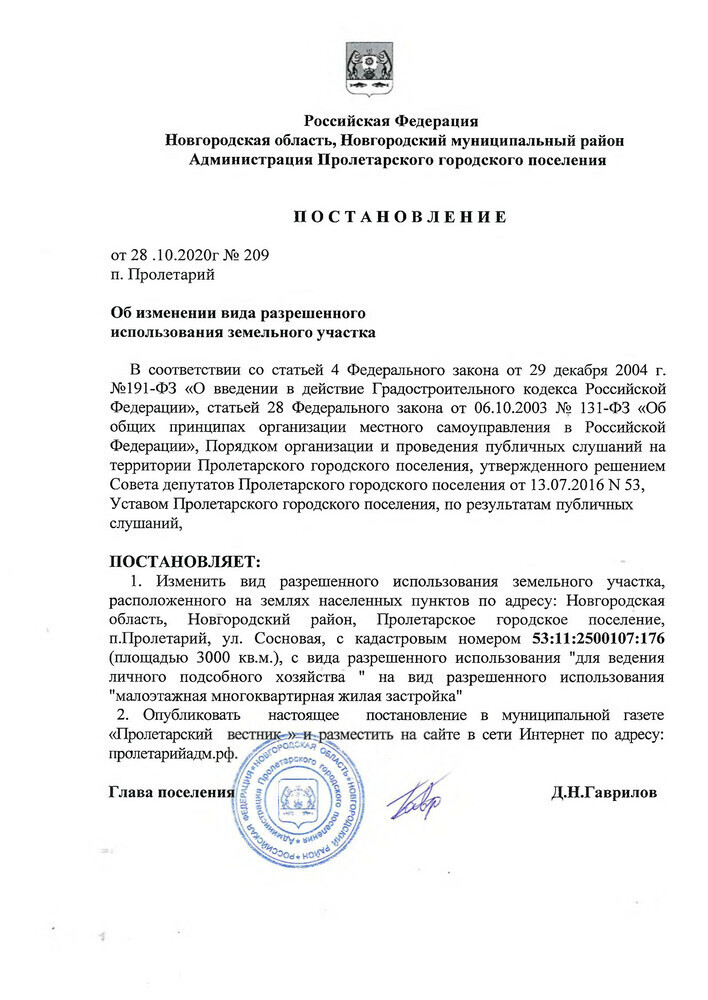 Российская Федерация
Новгородская область, Новгородский муниципальный район
Администрация Пролетарского городского поселения
П О С Т А Н О В Л Е Н И Е
от 28 .10.2020г № 209
п. Пролетарий
Об изменении вида разрешенного
использования земельного участка
В соответствии со статьей 4 Федерального закона от 29 декабря 2004 г.
№191-ФЗ «О введении в действие Градостроительного кодекса Российской
Федерации», статьей 28 Федерального закона от 06.10.2003 № 131-ФЗ «Об
общих принципах организации местного самоуправления в Российской
Федерации», Порядком организации и проведения публичных слушаний на
территории Пролетарского городского поселения, утвержденного решением
Совета депутатов Пролетарского городского поселения от 13.07.2016 N 53,
Уставом Пролетарского городского поселения, по результатам публичных
слушаний,
ПОСТАНОВЛЯЕТ:
1. Изменить вид разрешенного использования земельного участка,
расположенного на землях населенных пунктов по адресу: Новгородская
область, Новгородский район, Пролетарское городское поселение,
п.Пролетарий, ул. Сосновая, с кадастровым номером 53:11:2500107:176
(площадью 3000 кв.м.), с вида разрешенного использования "для ведения
личного подсобного хозяйства " на вид разрешенного использования
"малоэтажная многоквартирная жилая застройка"
2. Опубликовать настоящее постановление в муниципальной газете
«Пролетарский вестник » и разместить на сайте в сети Интернет по адресу:
пролетарийадм.рф.
Глава поселения Д.Н.Гаврилов
РОССИЙСКАЯ ФЕДЕРАЦИЯ * НОВГОРОДСКАЯ ОБЛАСТЬ * НОВГОРОДСКИЙ РАЙОН *
Администрация Пролетарского городского поселения *